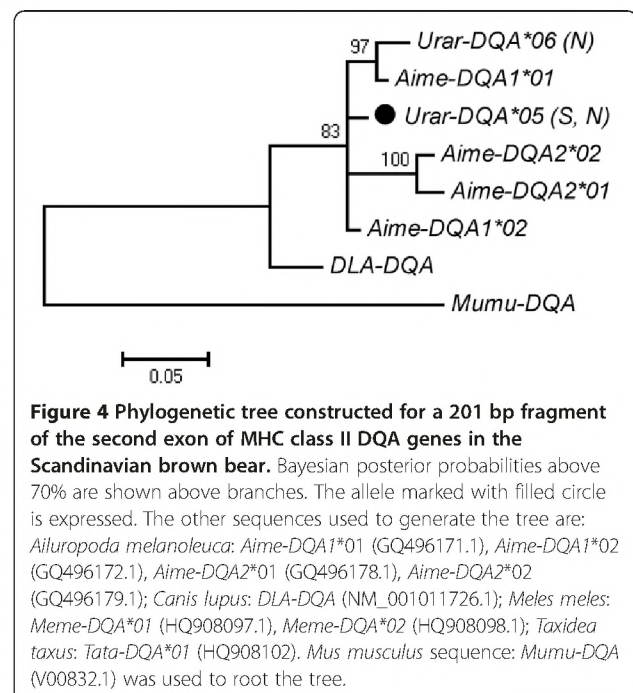 97
Urar-DQA*06 (N)
Aime-DQA1*01
Urar-DQA*05 (S, N)
83
100
Aime-DQA2*02
Aime-DQA2*01
Aime-DQA1*02
DLA-DQA
Mumu-DQA
0.05
Figure 4 Phylogenetic tree constructed for a 201 bp fragment
of the second exon of MHC class II DQA genes in the
Scandinavian brown bear. Bayesian posterior probabilities above
70% are shown above branches. The allele marked with filled circle
is expressed. The other sequences used to generate the tree are:
Ailuropoda melanoleuca: Aime-DQA1*01 (GQ496171.1), Aime-DQA1*02
(GQ496172.1), Aime-DQA2*01 (GQ496178.1), Aime-DQA2*02
(GQ496179.1); Canis lupus: DLA-DQA (NM_001011726.1); Meles meles:
Meme-DQA*01 (HQ908097.1), Meme-DQA*02 (HQ908098.1); Taxidea
taxus: Tata-DQA*01 (HQ908102). Mus musculus sequence: Mumu-DQA
(V00832.1) was used to root the tree.